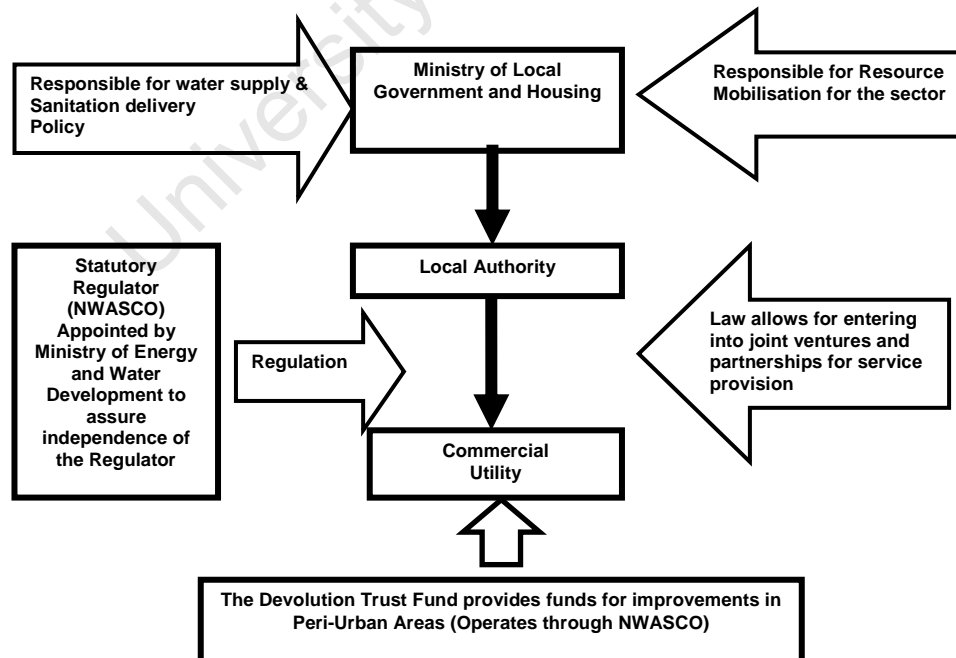 Responsible for water supply &
Sanitation delivery
Policy
Ministry of Local
Government and Housing
Responsible for Resource
Mobilisation for the sector
Statutory
Regulator
(NWASCO)
Appointed by
Ministry of Energy
and Water
Development to
assure
independence of
the Regulator
Regulation
Local Authority
Law allows for entering
into joint ventures and
partnerships for service
provision
Commercial
Utility
The Devolution Trust Fund provides funds for improvements in
Peri-Urban Areas (Operates through NWASCO)
University